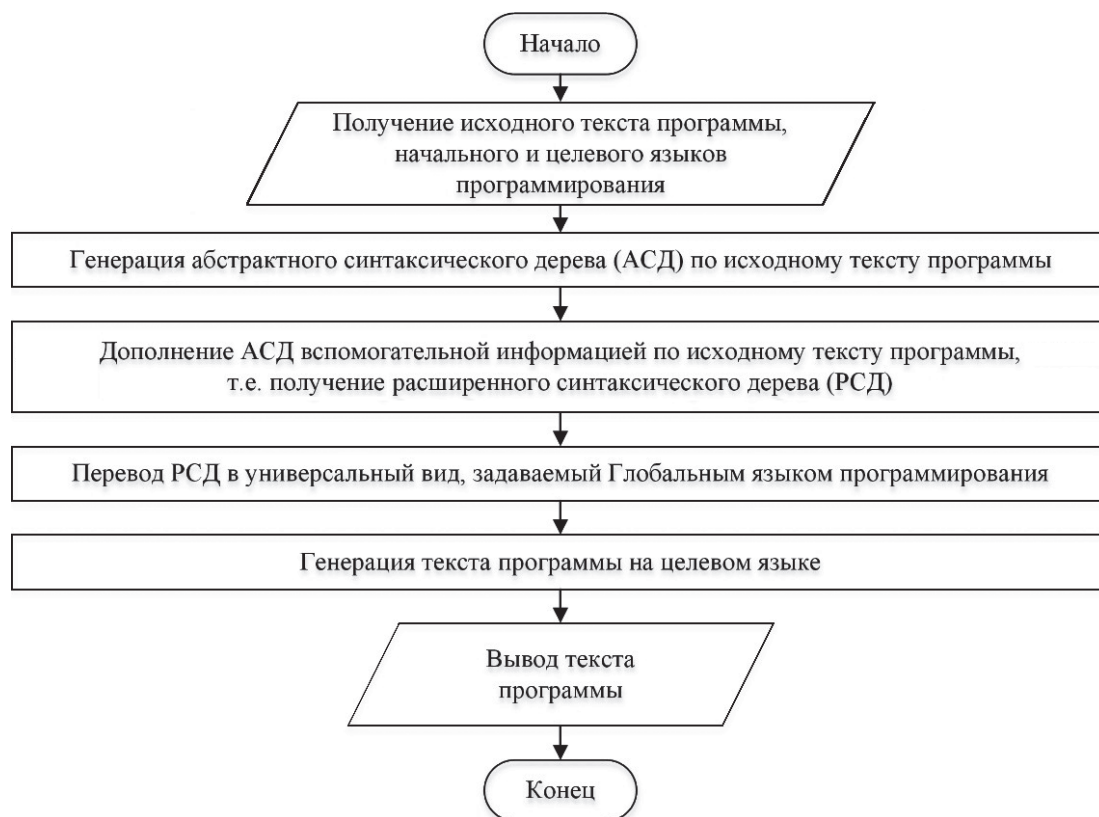 Начало
Получение исходного текста программы,
начального и целевого языков
программирования
Генерация абстрактного синтаксического дерева (АСД) по исходному тексту программы
Дополнение АСД вспомогательной информацией по исходному тексту программы,
т.е. получение расширенного синтаксического дерева (РСД)
Перевод РСД в универсальный вид, задаваемый Глобальным языком программирования
Генерация текста программы на целевом языке
Вывод текста
программы
Конец